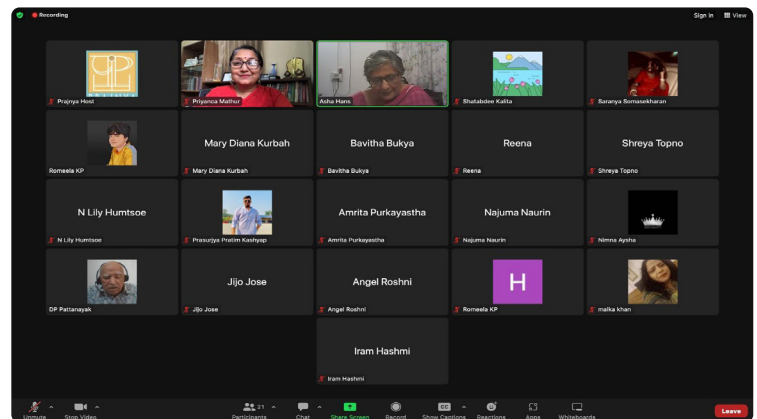 Recording
Sign in View
PRAJNYA
Prajnya Host
Priyanca Mathur
Asha Hans
Shatabdee Kalita
Saranya Somasekharan
Romeela KP
Mary Diana Kurbah
Mary Diana Kurbah
Bavitha Bukya
Bavitha Bukya
Reena
Reena
Shreya Topno
Shreya Topno
N Lily Humtsoe
N Lily Humtsoe
Prasurjya Pratim Kashyap
Amrita Purkayastha
Amrita Purkayastha
Najuma Naurin
Najuma Naurin
Nimna Aysha
DP Pattanayak
Jijo Jose
Jijo Jose
Angel Roshni
Angel Roshni
H
Romeela KP
malka khan
Iram Hashmi
Iram Hashmi
Unmute Stop Video Participants 21 Chat Share Screen Record CC Show Captions Reactions Apps Whiteboards Leave